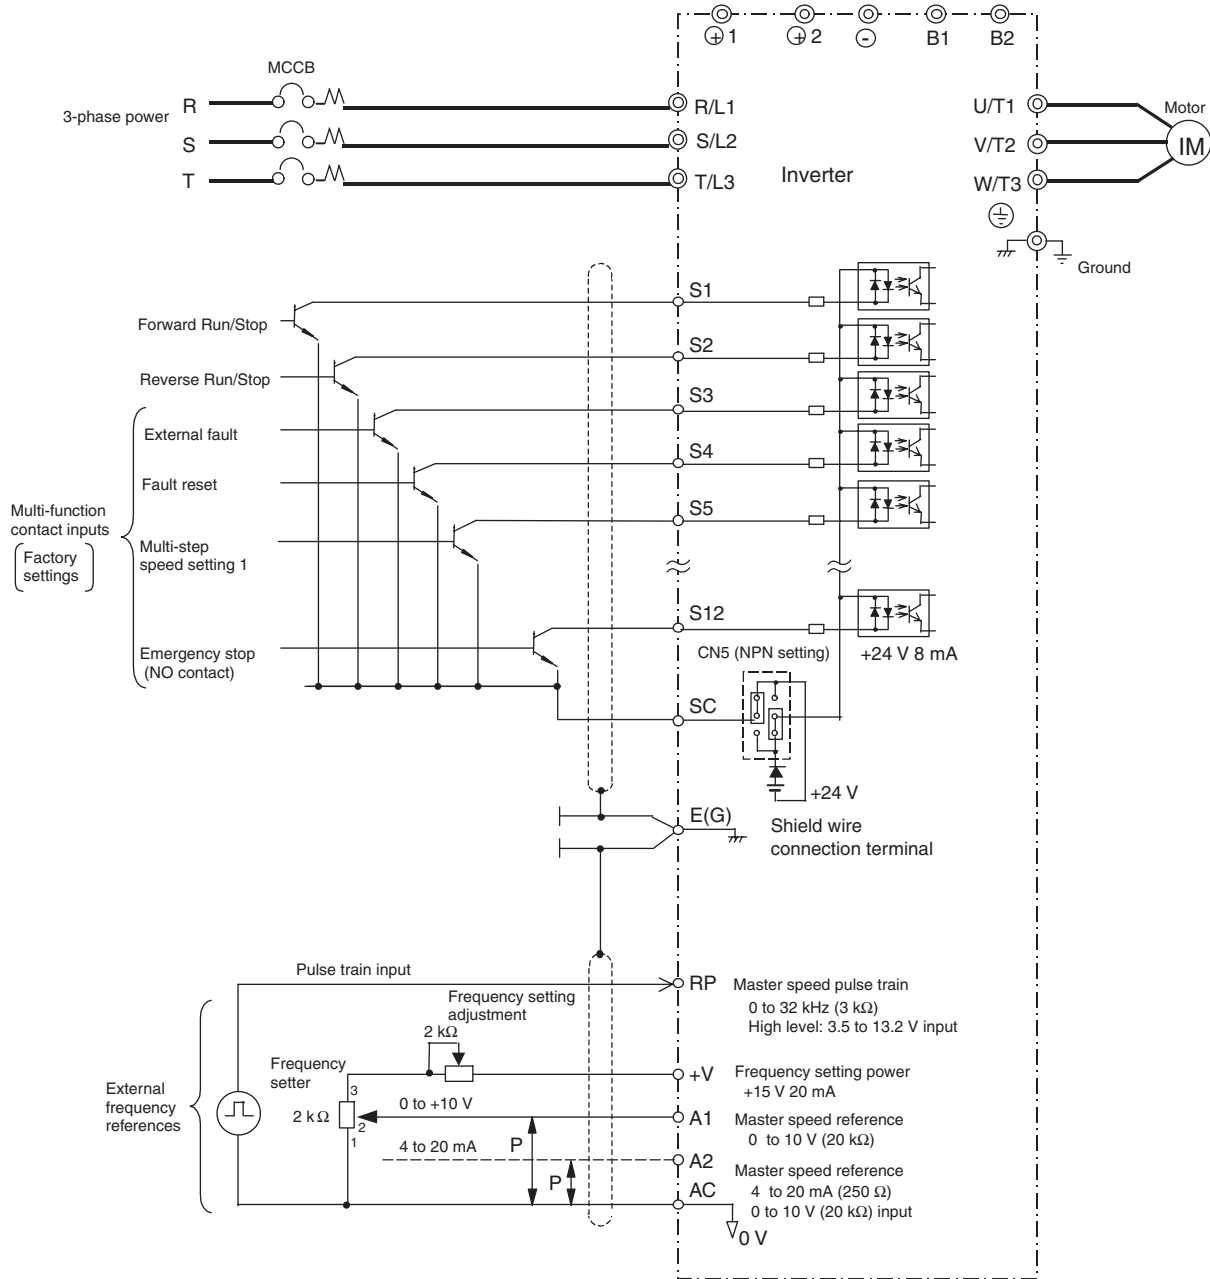 + 1
+ 2
-
B1
B2
MCCB
3-phase power
R
S
T
R/L1
S/L2
T/L3
Inverter
U/T1
V/T2
W/T3
Motor
IM
Ground
S1
Forward Run/Stop
S2
Reverse Run/Stop
S3
External fault
S4
Fault reset
S5
Multi-function
contact inputs
Factory
settings
Multi-step
speed setting 1
S12
Emergency stop
(NO contact)
CN5 (NPN setting)
+24 V 8 mA
SC
+24 V
E(G)
Shield wire
connection terminal
Pulse train input
RP
Master speed pulse train
0 to 32 kHz (3 kΩ)
High level: 3.5 to 13.2 V input
Frequency setting
adjustment
2 kΩ
Frequency
setter
3
2 kΩ
2
1
0 to +10 V
+V
Frequency setting power
+15 V 20 mA
External
frequency
references
P
A1
Master speed reference
0 to 10 V (20 kΩ)
4 to 20 mA
P
A2
Master speed reference
4 to 20 mA (250 Ω)
0 to 10 V (20 kΩ) input
AC
0 V